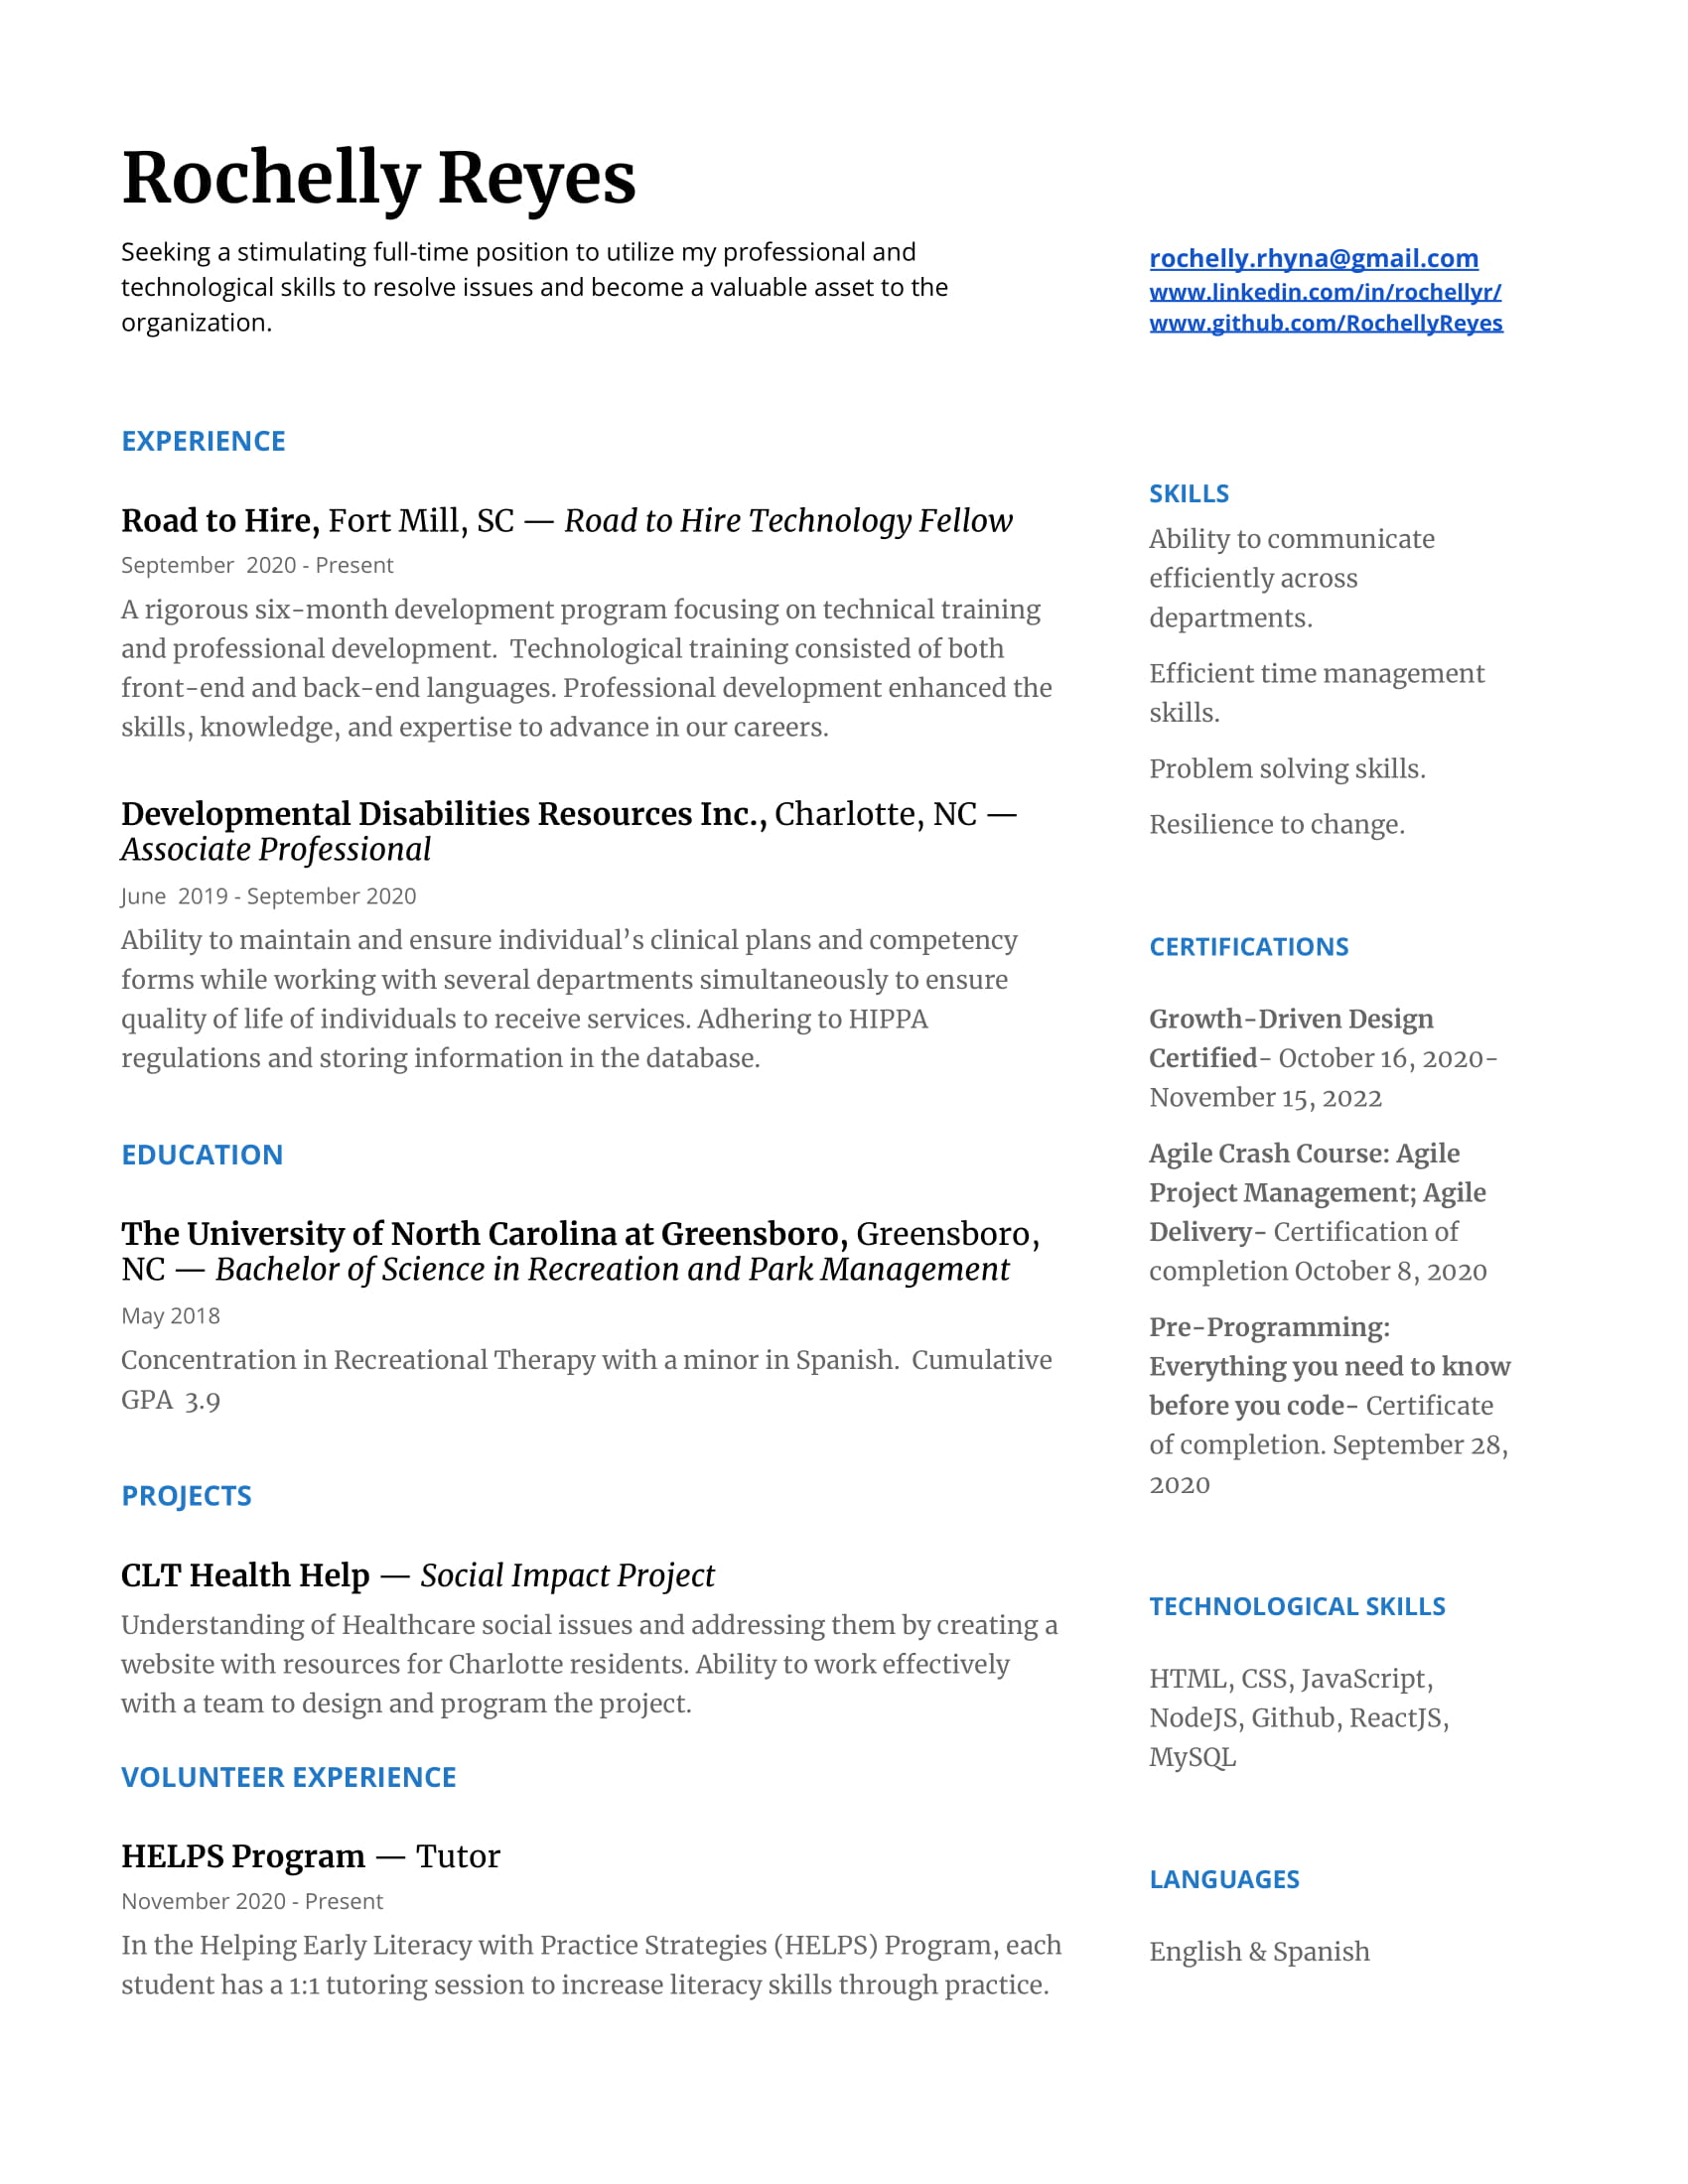 Rochelly Reyes
Seeking a stimulating full-time position to utilize my professional and
technological skills to resolve issues and become a valuable asset to the
organization.
rochelly.rhyna@gmail.com
www.linkedin.com/in/rochellyr/
www.github.com/RochellyReyes
EXPERIENCE
Road to Hire, Fort Mill, SC — Road to Hire Technology Fellow
September  2020 - Present
A rigorous six-month development program focusing on technical training
and professional development.  Technological training consisted of both
front-end and back-end languages. Professional development enhanced the
skills, knowledge, and expertise to advance in our careers.
Developmental Disabilities Resources Inc., Charlotte, NC —
Associate Professional
June  2019 - September 2020
Ability to maintain and ensure individual’s clinical plans and competency
forms while working with several departments simultaneously to ensure
quality of life of individuals to receive services. Adhering to HIPPA
regulations and storing information in the database.
EDUCATION
The University of North Carolina at Greensboro, Greensboro,
NC — Bachelor of Science in Recreation and Park Management
May 2018
Concentration in Recreational Therapy with a minor in Spanish.  Cumulative
GPA  3.9
PROJECTS
CLT Health Help — Social Impact Project
Understanding of Healthcare social issues and addressing them by creating a
website with resources for Charlotte residents. Ability to work effectively
with a team to design and program the project.
VOLUNTEER EXPERIENCE
HELPS Program — Tutor
November 2020 - Present
In the Helping Early Literacy with Practice Strategies (HELPS) Program, each
student has a 1:1 tutoring session to increase literacy skills through practice.
SKILLS
Ability to communicate
efficiently across
departments.
Efficient time management
skills.
Problem solving skills.
Resilience to change.
CERTIFICATIONS
Growth-Driven Design
Certified- October 16, 2020-
November 15, 2022
Agile Crash Course: Agile
Project Management; Agile
Delivery- Certification of
completion October 8, 2020
Pre-Programming:
Everything you need to know
before you code- Certificate
of completion. September 28,
2020
TECHNOLOGICAL SKILLS
HTML, CSS, JavaScript,
NodeJS, Github, ReactJS,
MySQL
LANGUAGES
English & Spanish